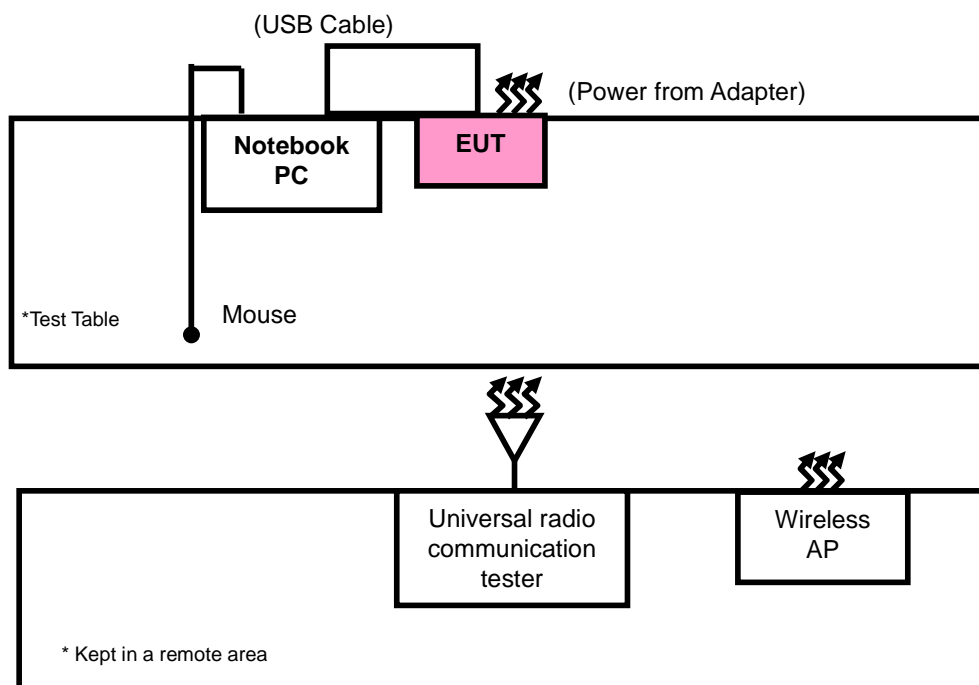 (USB Cable)
(Power from Adapter)
Notebook
PC
EUT
*Test Table
Mouse
Universal radio
communication
tester
Wireless
AP
* Kept in a remote area